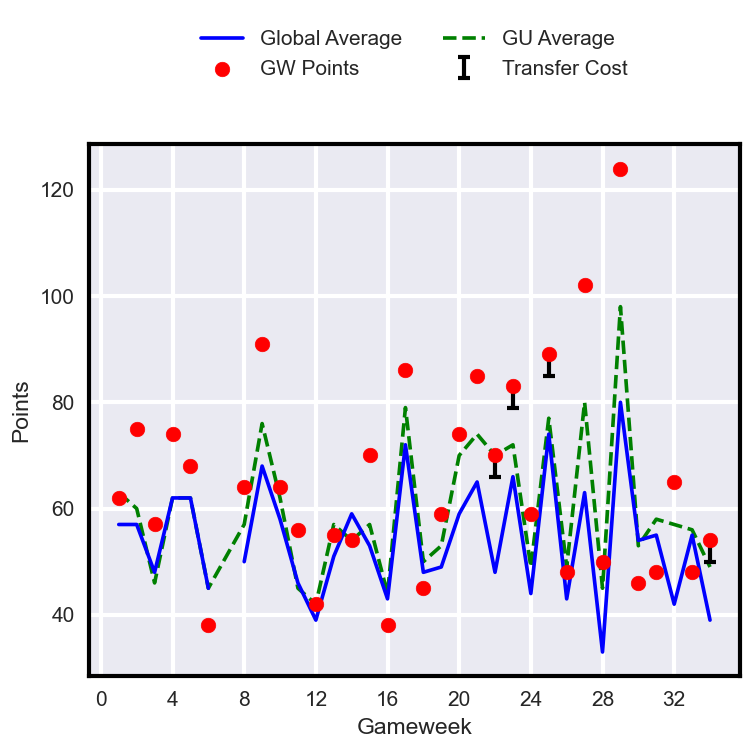 Global Average GU Average
GW Points Transfer Cost
120
100
80
60
40
Points
0 4 8 12 16 20 24 28 32
Gameweek